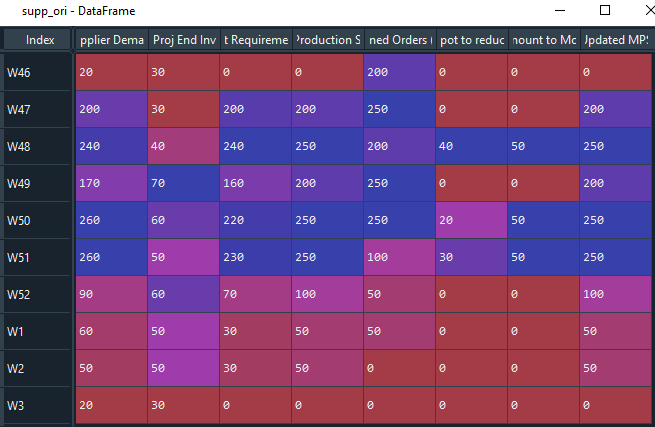 supp_ori - DataFrame
Index pplier Dema Proj End Inv t Requireme Production S ned Orders ( pot to reduc nount to Mc Updated MPS
W46 20 30 0 0 200 0 0 0
W47 200 30 200 200 250 0 0 200
W48 240 40 240 250 200 40 50 250
W49 170 70 160 200 250 0 0 200
W50 260 60 220 250 250 20 50 250
W51 260 50 230 250 100 30 50 250
W52 90 60 70 100 50 0 0 100
W1 60 50 30 50 50 0 0 50
W2 50 50 30 50 0 0 0 50
W3 20 30 0 0 0 0 0 0